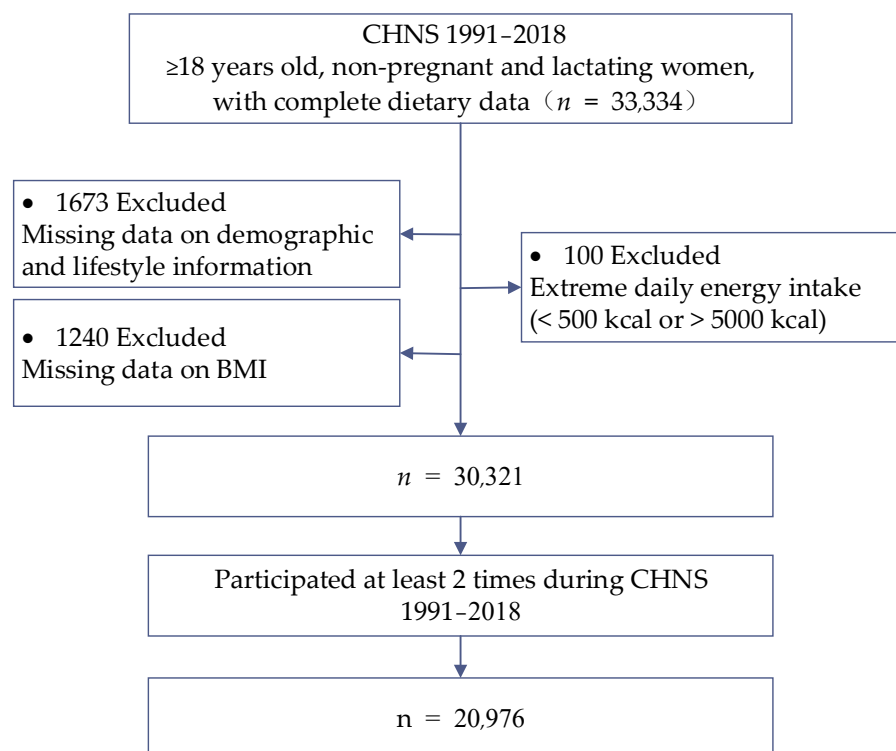 CHNS 1991–2018
≥18 years old, non-pregnant and lactating women,
with complete dietary data（n = 33,334）
• 1673 Excluded
Missing data on demographic
and lifestyle information
• 100 Excluded
Extreme daily energy intake
(< 500 kcal or > 5000 kcal)
• 1240 Excluded
Missing data on BMI
n = 30,321
Participated at least 2 times during CHNS
1991–2018
n = 20,976